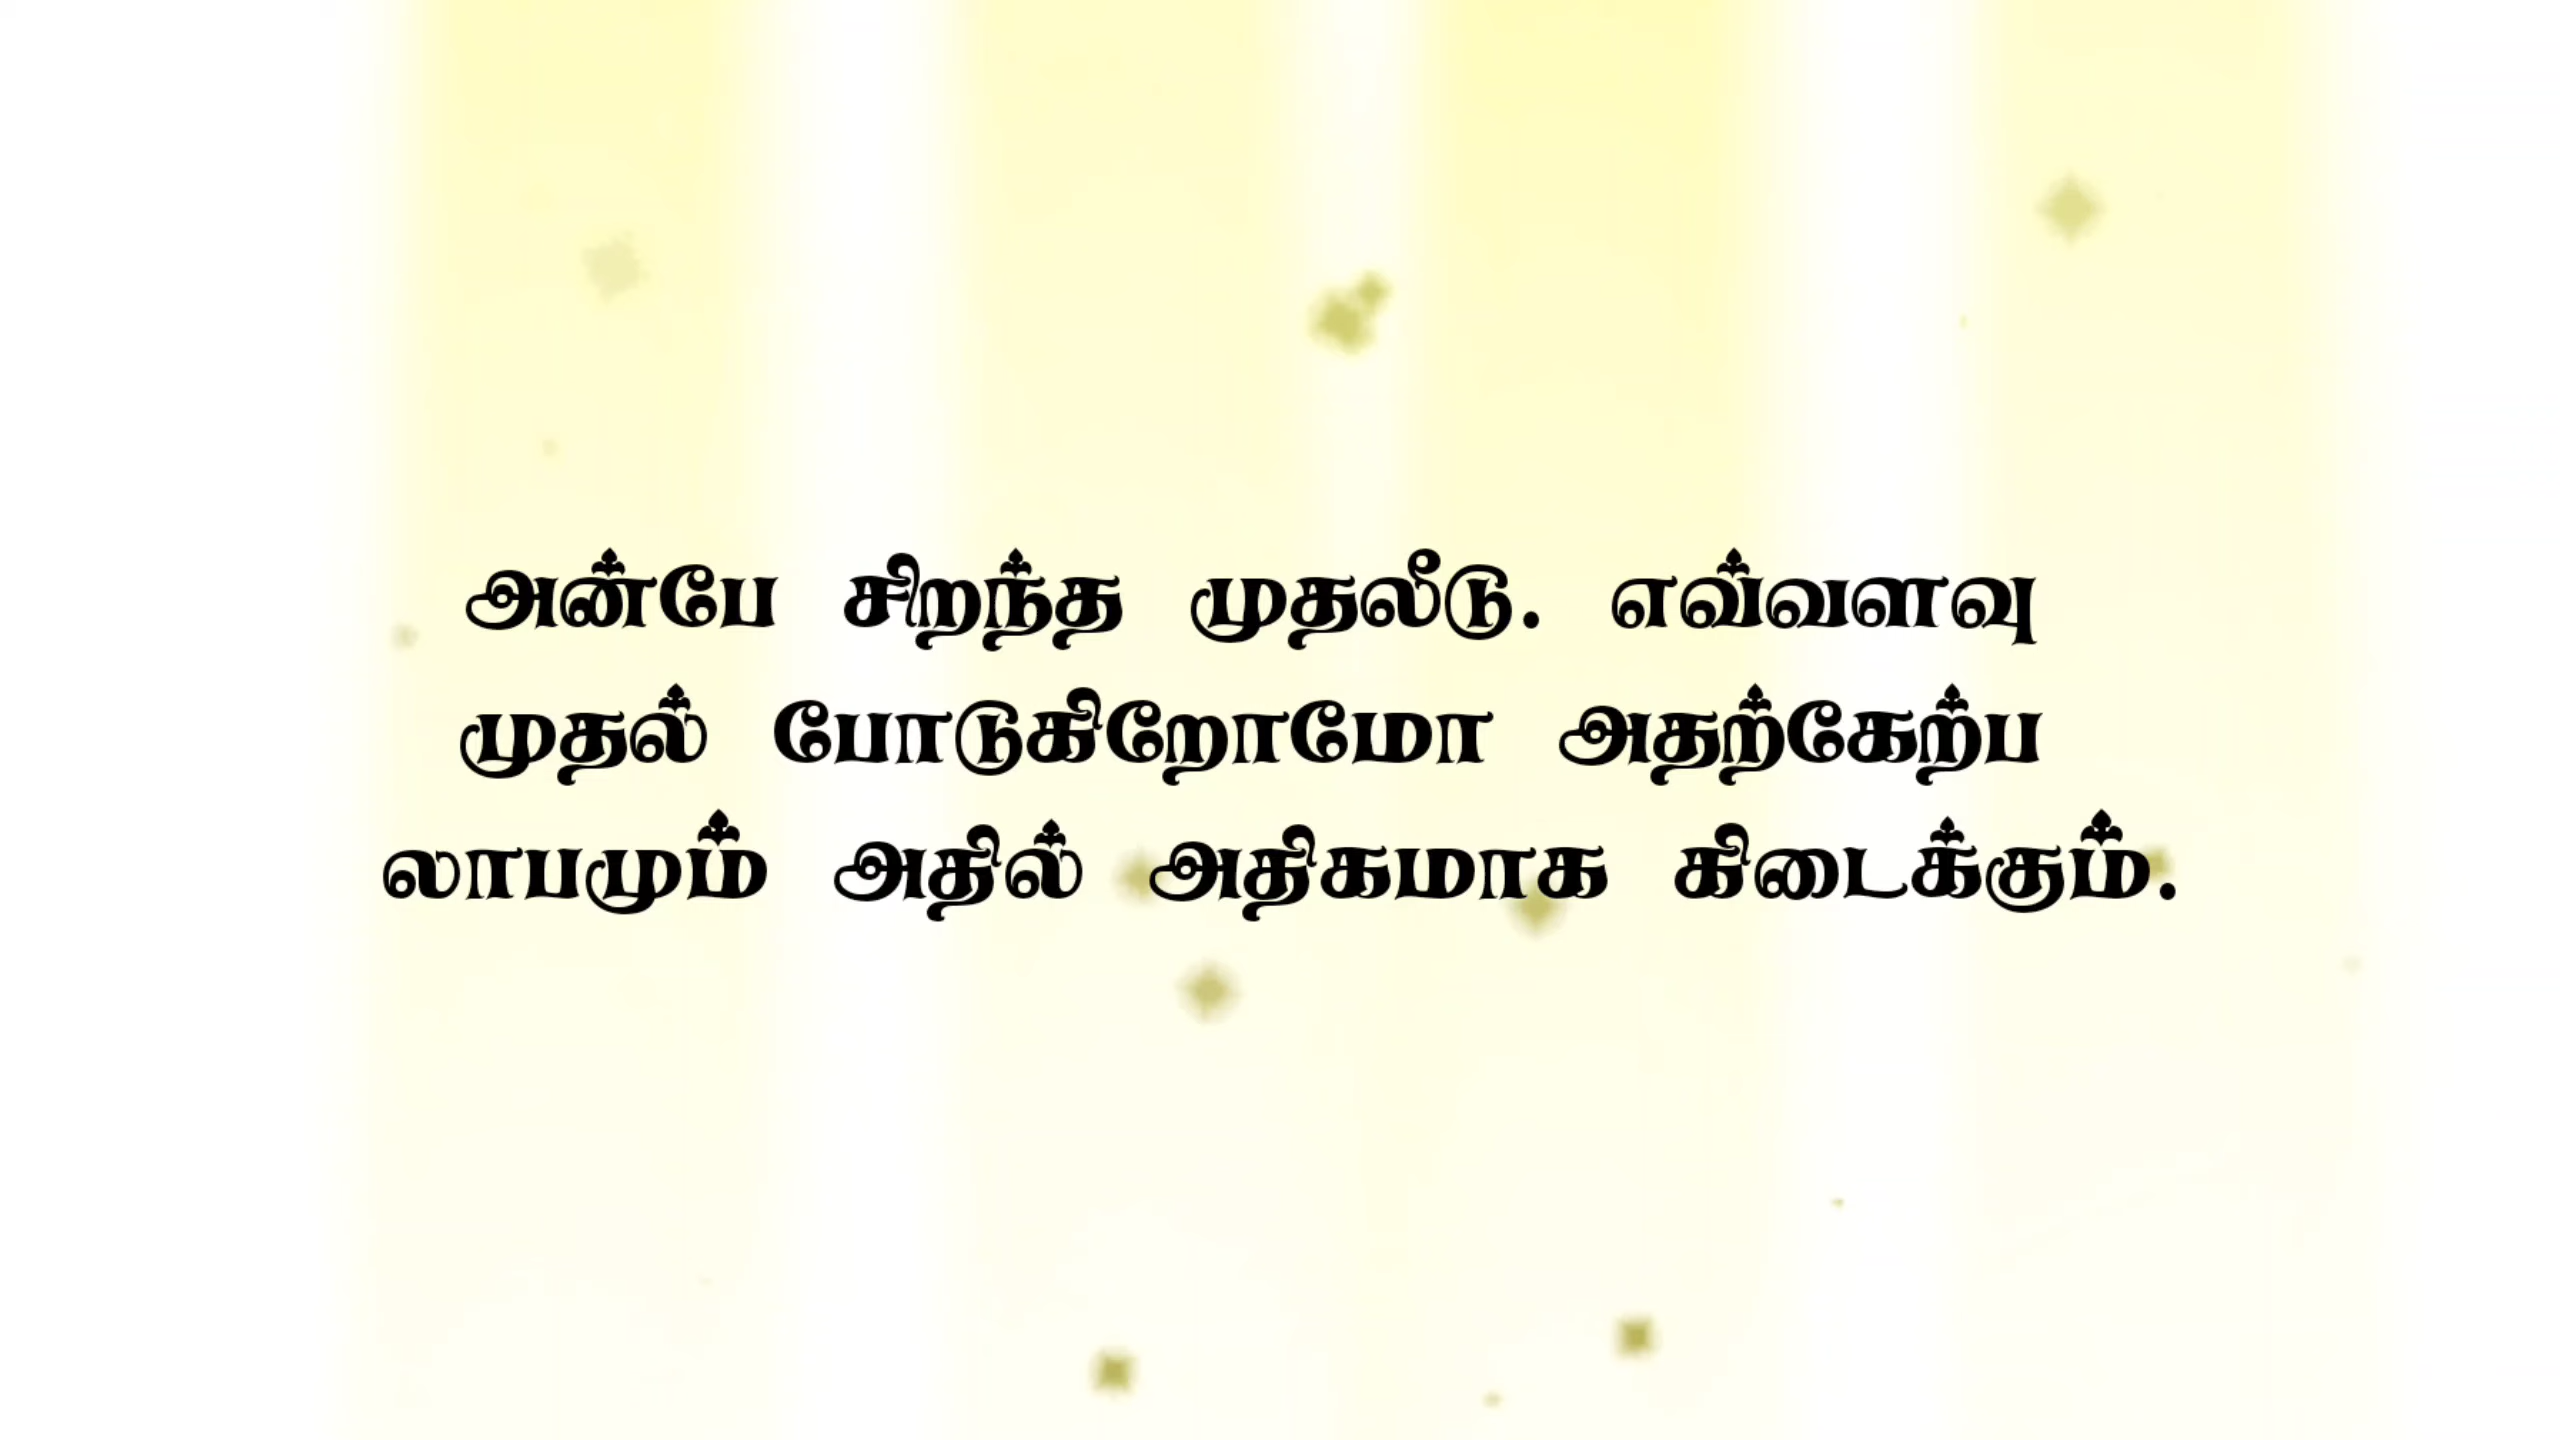 அன்பே சிறந்த முதலீடு. எவ்வளவு
முதல் போடுகிறோமோ அதற்கேற்ப
லாபமும் அதில் அதிகமாக கிடைக்கும்.